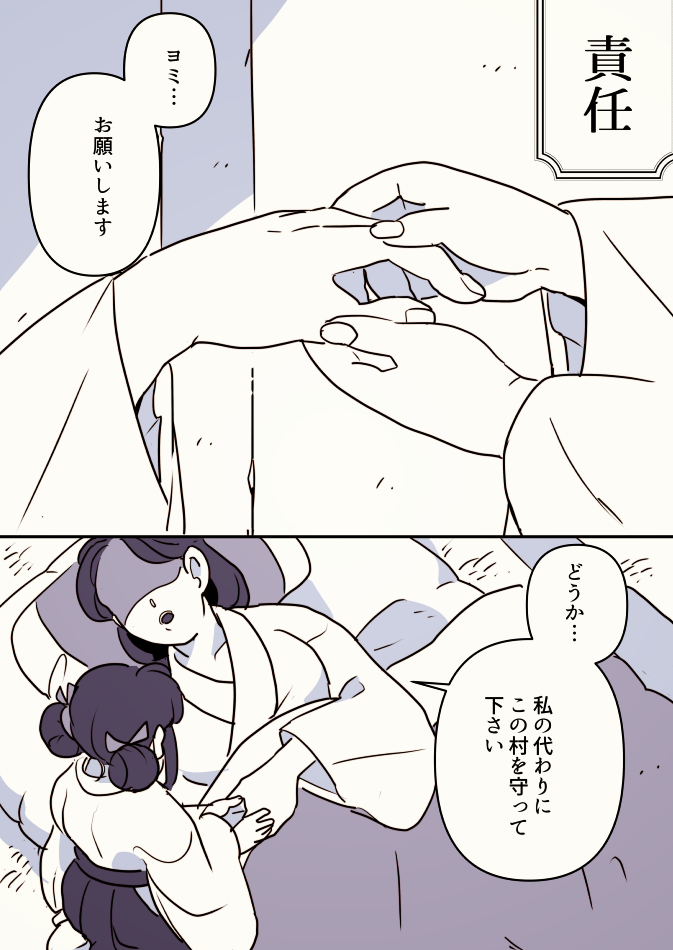 責任
ヨミ…
お願いします
どうか…
私の代わりに
この村を守って
下さい